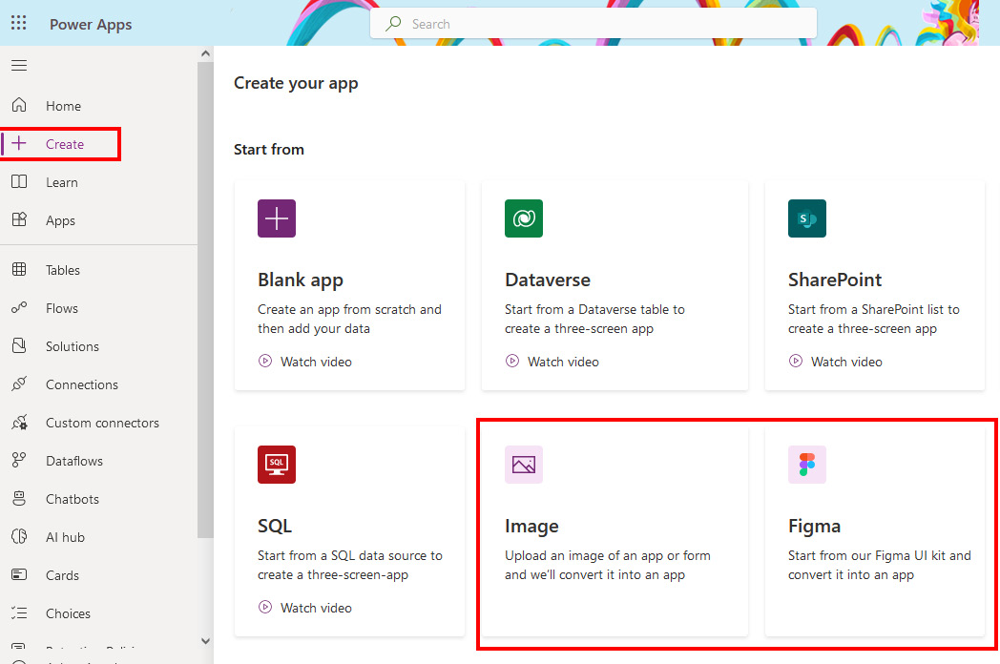 Power Apps
Search
Home
Create
Learn
Apps
Tables
Flows
Solutions
Connections
Custom connectors
Dataflows
Chatbots
AI hub
Cards
Choices
Create your app
Start from
Blank app
Create an app from scratch and
then add your data
Watch video
Dataverse
Start from a Dataverse table to
create a three-screen app
Watch video
S
SharePoint
Start from a SharePoint list to
create a three-screen app
Watch video
SQL
SQL
Start from a SQL data source to
create a three-screen-app
Watch video
Image
Upload an image of an app or form
and we'll convert it into an app
Figma
Start from our Figma UI kit and
convert it into an app